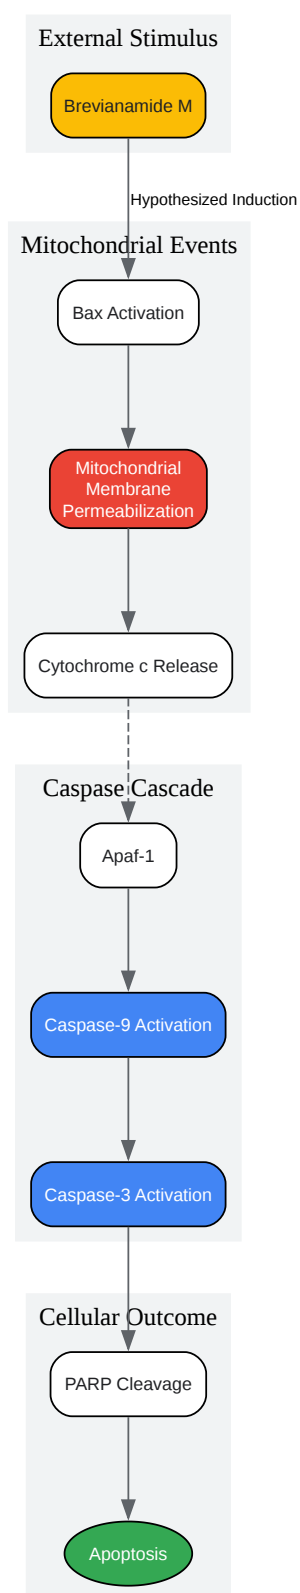 External Stimulus
Brevianamide M
Hypothesized Induction
Mitochondrial Events
Bax Activation
Mitochondrial
Membrane
Permeabilization
Cytochrome c Release
Caspase Cascade
Apaf-1
Caspase-9 Activation
Caspase-3 Activation
Cellular Outcome
PARP Cleavage
Apoptosis